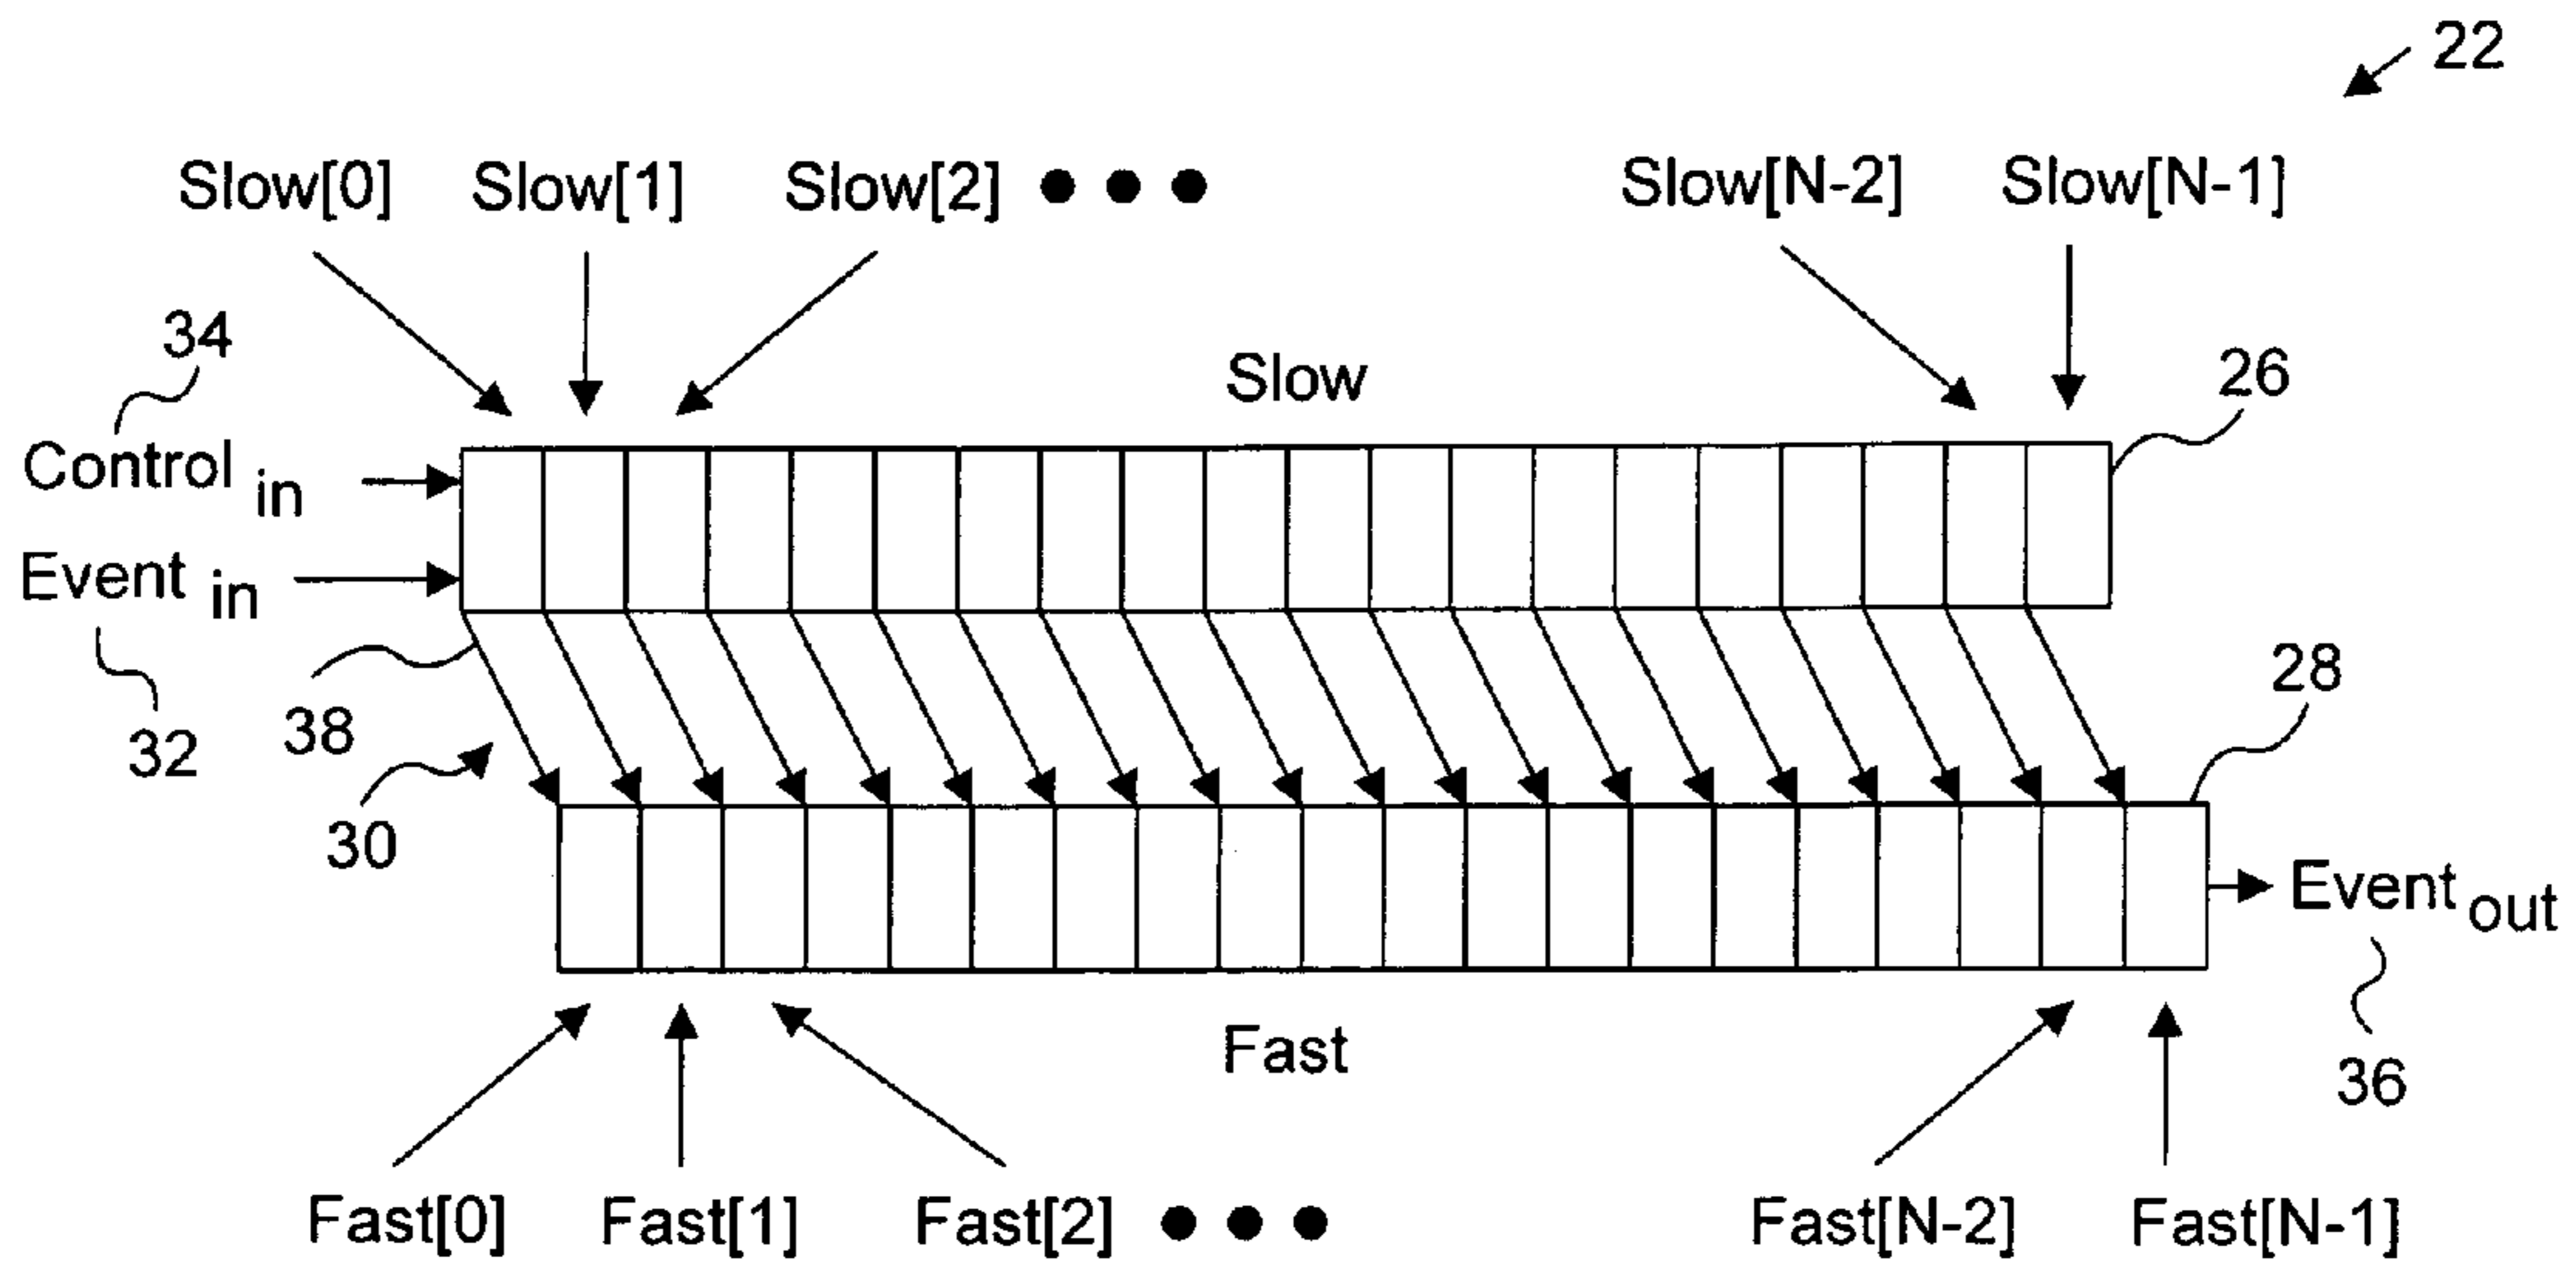 22
Slow[0] Slow[1] Slow[2] ● ● ● Slow[N-2] Slow[N-1]
34
Slow
26
Control in
Event in
38
28
32
30
Event out
Fast
36
Fast[0] Fast[1] Fast[2] ● ● ● Fast[N-2] Fast[N-1]